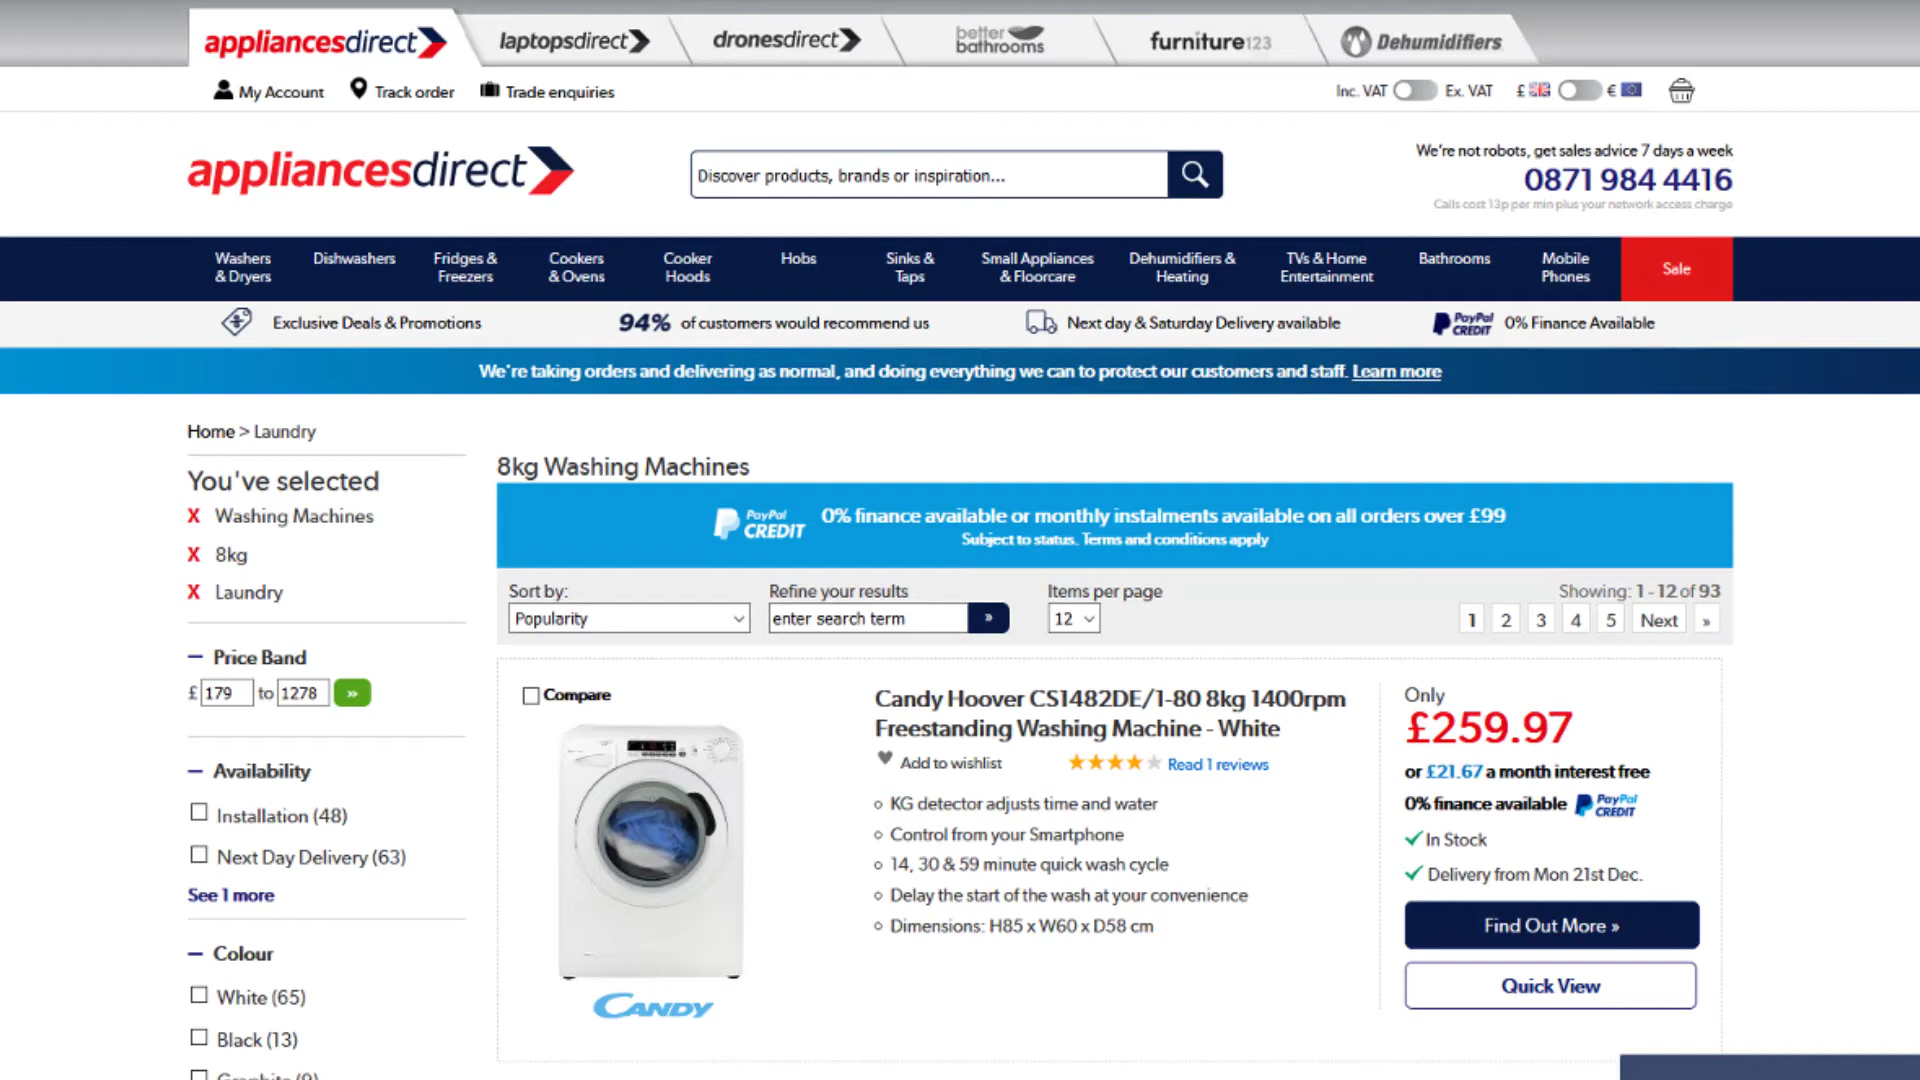 appliancesdirect
laptopsdirect
dronesdirect
better bathrooms
furniture123
Dehumidifiers
My Account
Track order
Trade enquiries
Inc. VAT
Ex. VAT
£
€
appliancesdirect
Discover products, brands or inspiration...
We're not robots, get sales advice 7 days a week
0871 984 4416
Calls cost 13p per min plus your network access charge
Washers & Dryers
Dishwashers
Fridges & Freezers
Cookers & Ovens
Cooker Hoods
Hobs
Sinks & Taps
Small Appliances & Floorcare
Dehumidifiers & Heating
TVs & Home Entertainment
Bathrooms
Mobile Phones
Sale
Exclusive Deals & Promotions
94% of customers would recommend us
Next day & Saturday Delivery available
PayPal CREDIT 0% Finance Available
We're taking orders and delivering as normal, and doing everything we can to protect our customers and staff. Learn more
Home > Laundry
You've selected
X Washing Machines
X 8kg
X Laundry
Price Band
£ 179 to 1278 »
Availability
Installation (48)
Next Day Delivery (63)
See 1 more
Colour
White (65)
Black (13)
Graphite (9)
8kg Washing Machines
PayPal CREDIT
0% finance available or monthly instalments available on all orders over £99
Subject to status. Terms and conditions apply
Sort by:
Popularity
Refine your results
enter search term »
Items per page
12
Showing: 1 - 12 of 93
1 2 3 4 5 Next »
Compare
CANDY
Candy Hoover CS1482DE/1-80 8kg 1400rpm
Freestanding Washing Machine - White
Add to wishlist
Read 1 reviews
KG detector adjusts time and water
Control from your Smartphone
14, 30 & 59 minute quick wash cycle
Delay the start of the wash at your convenience
Dimensions: H85 x W60 x D58 cm
Only
£259.97
or £21.67 a month interest free
0% finance available PayPal CREDIT
In Stock
Delivery from Mon 21st Dec.
Find Out More »
Quick View